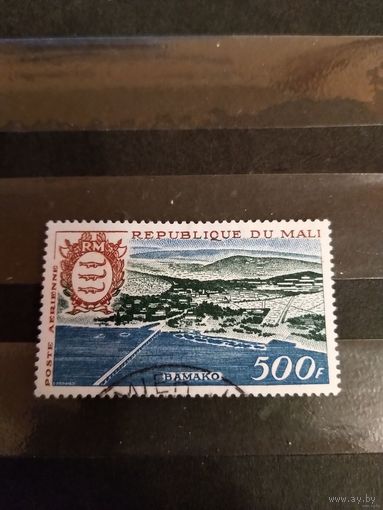 REPUBLIQUE DU MALI
RM
POSTE AERIENNE
BAMAKO
500F
www.ay.by